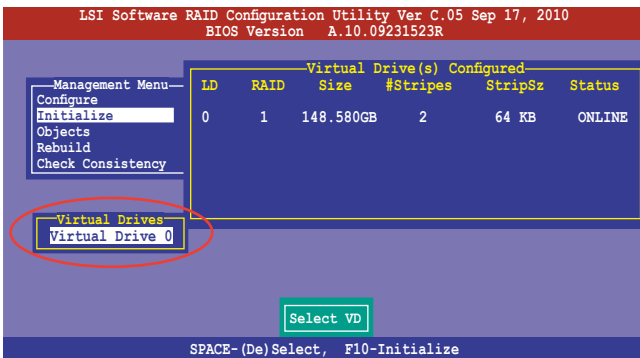 LSI Software RAID Configuration Utility Ver C.05 Sep 17, 2010
BIOS Version A.10.09231523R
Virtual Drive(s) Configured
LD RAID Size #Stripes StripSz Status
0 1 148.580GB 2 64 KB ONLINE
Management Menu
Configure
Initialize
Objects
Rebuild
Check Consistency
Virtual Drives
Virtual Drive 0
Select VD
SPACE-(De)Select, F10-Initialize